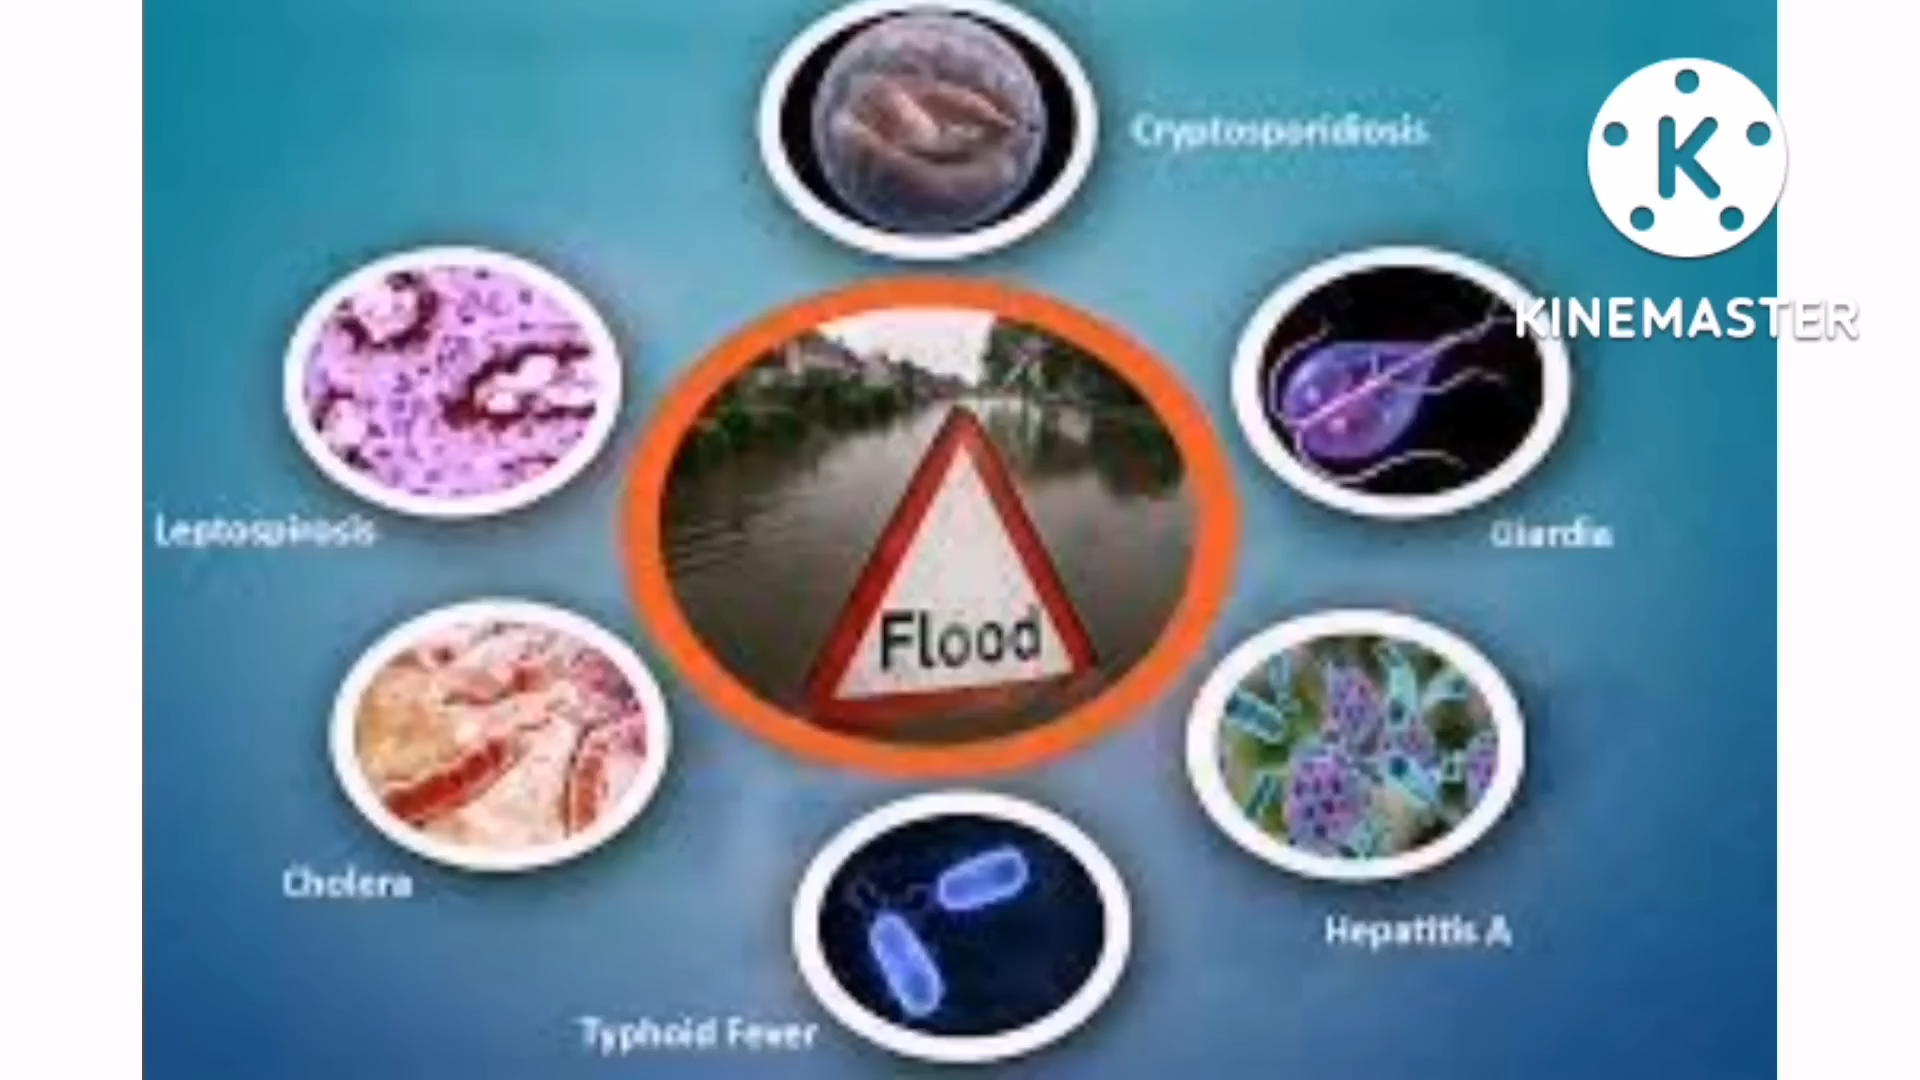 Cryptosporidiosis
K
KINEMASTER
Leptospirosis
Giardia
Flood
Cholera
Hepatitis A
Typhoid Fever